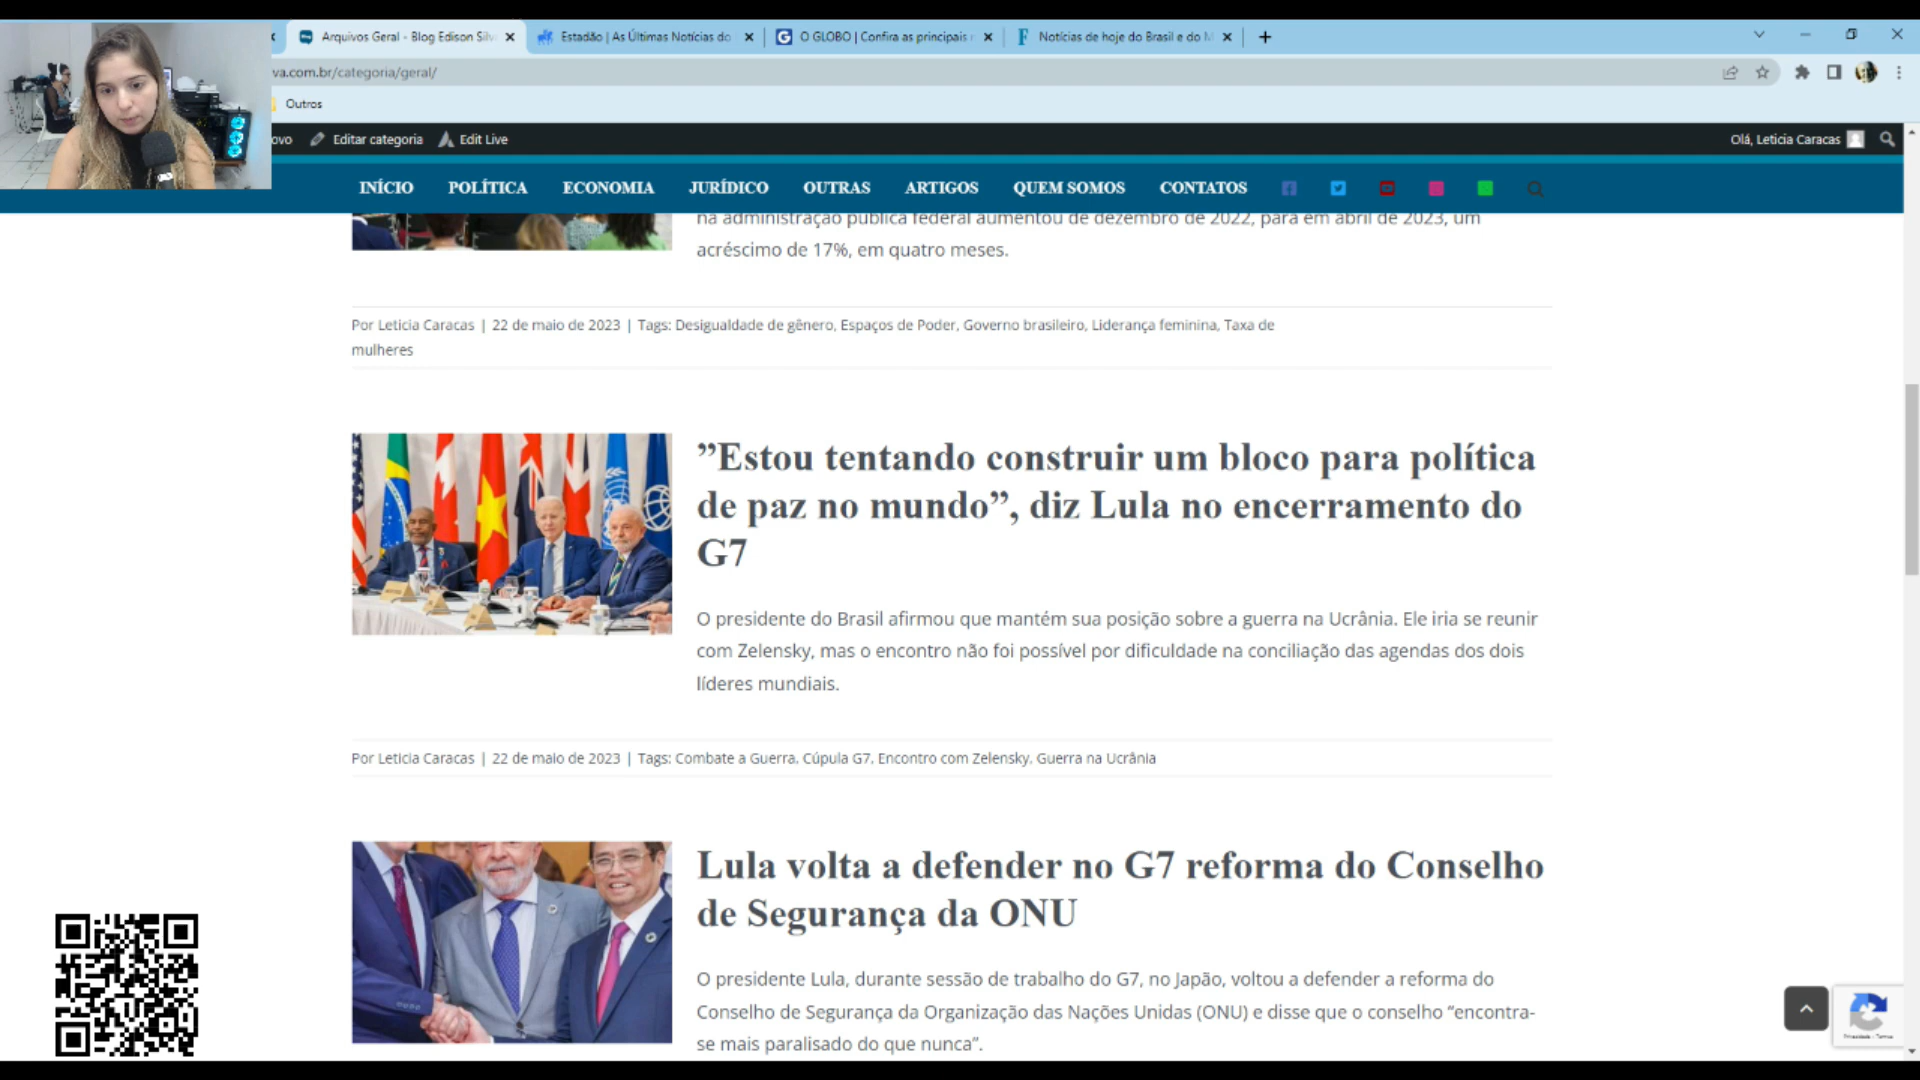 Arquivos Geral - Blog Edison Silv
Estadão | As Últimas Notícias do
O GLOBO | Confira as principais
Notícias de hoje do Brasil e do M
va.com.br/categoria/geral/
Outros
ovo
Editar categoria
Edit Live
Olá, Leticia Caracas
INÍCIO
POLÍTICA
ECONOMIA
JURÍDICO
OUTRAS
ARTIGOS
QUEM SOMOS
CONTATOS
na administração pública federal aumentou de dezembro de 2022, para em abril de 2023, um
acréscimo de 17%, em quatro meses.
Por Leticia Caracas | 22 de maio de 2023 | Tags: Desigualdade de gênero, Espaços de Poder, Governo brasileiro, Liderança feminina, Taxa de
mulheres
”Estou tentando construir um bloco para política
de paz no mundo”, diz Lula no encerramento do
G7
O presidente do Brasil afirmou que mantém sua posição sobre a guerra na Ucrânia. Ele iria se reunir
com Zelensky, mas o encontro não foi possível por dificuldade na conciliação das agendas dos dois
líderes mundiais.
Por Leticia Caracas | 22 de maio de 2023 | Tags: Combate a Guerra, Cúpula G7, Encontro com Zelensky, Guerra na Ucrânia
Lula volta a defender no G7 reforma do Conselho
de Segurança da ONU
O presidente Lula, durante sessão de trabalho do G7, no Japão, voltou a defender a reforma do
Conselho de Segurança da Organização das Nações Unidas (ONU) e disse que o conselho “encontra-
se mais paralisado do que nunca”.
Privacidade - Termos